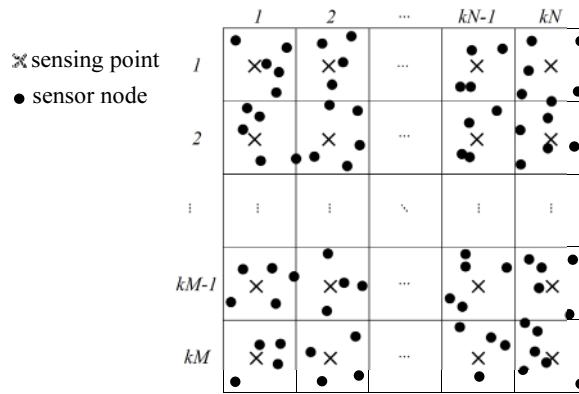 1 2 ... kN-1 kN
sensing point
sensor node
1 ...
2 ...
⋮ ⋮ ⋮ ⋱ ⋮ ⋮
kM-1 ...
kM ...